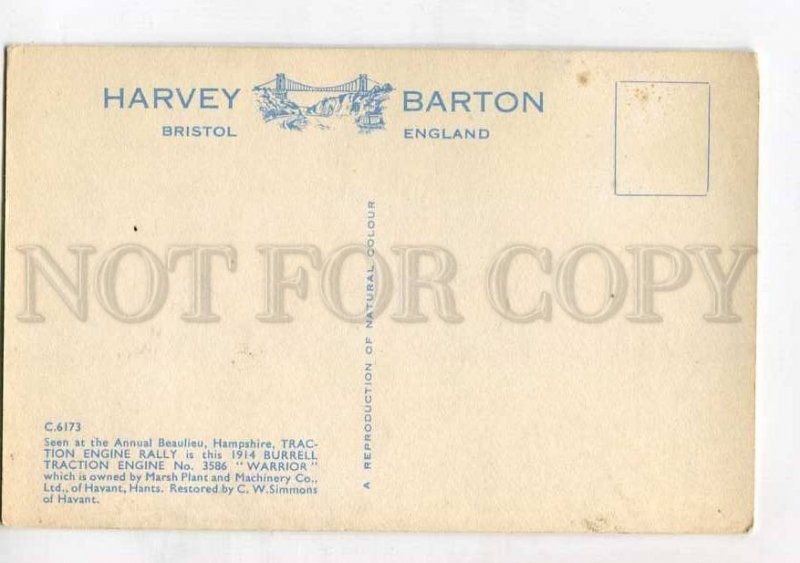 HARVEY BARTON
BRISTOL ENGLAND
A REPRODUCTION OF NATURAL COLOUR
NOT FOR COPY
C.6173
Seen at the Annual Beaulieu, Hampshire, TRAC-
TION ENGINE RALLY is this 1914 BURRELL
TRACTION ENGINE No. 3586 "WARRIOR"
which is owned by Marsh Plant and Machinery Co.,
Ltd., of Havant, Hants. Restored by C. W. Simmons
of Havant.